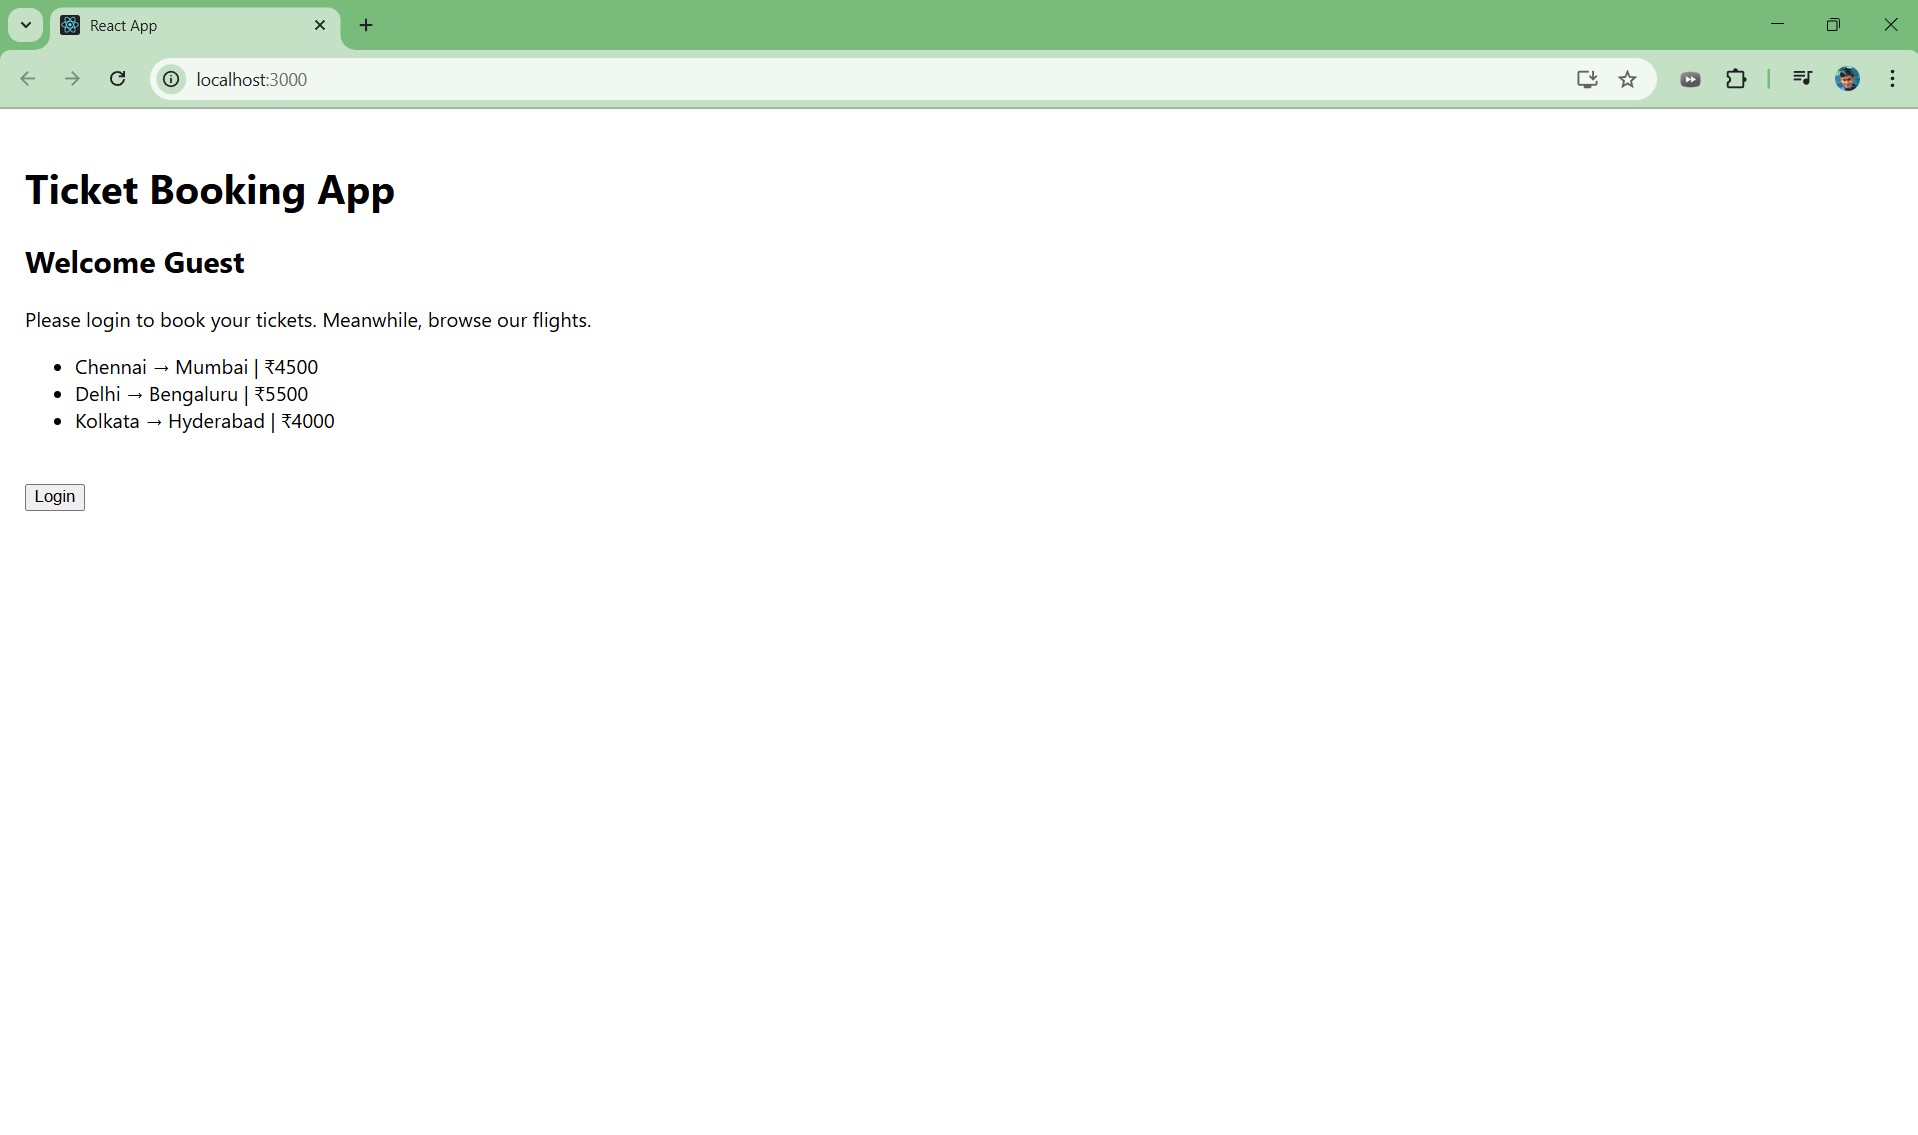 React App
localhost:3000
Ticket Booking App
Welcome Guest
Please login to book your tickets. Meanwhile, browse our flights.
• Chennai → Mumbai | ₹4500
• Delhi → Bengaluru | ₹5500
• Kolkata → Hyderabad | ₹4000
Login